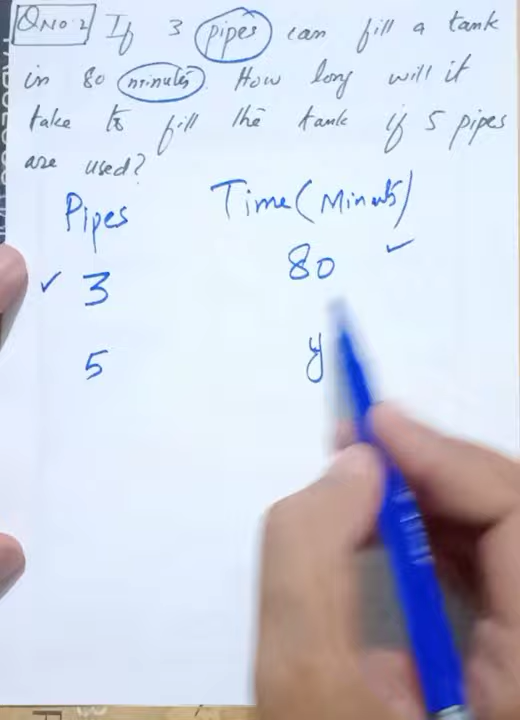 QNO:2 If 3 pipes can fill a tank
in 80 minutes. How long will it
take to fill the tank if 5 pipes
are used?
Pipes Time (Minuts)
3 80
5 y